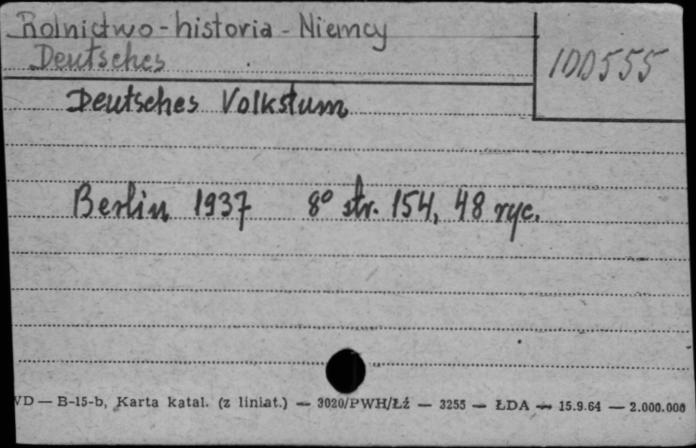 Rolnictwo - historia - Niemcy
Deutsches
100555
Deutsches Volkstum
Berlin 1937 8° str. 154, 48 ryc.
VD — B-15-b, Karta katal. (z liniat.) — 3020/PWH/Łź — 3255 — ŁDA — 15.9.64 — 2.000.000